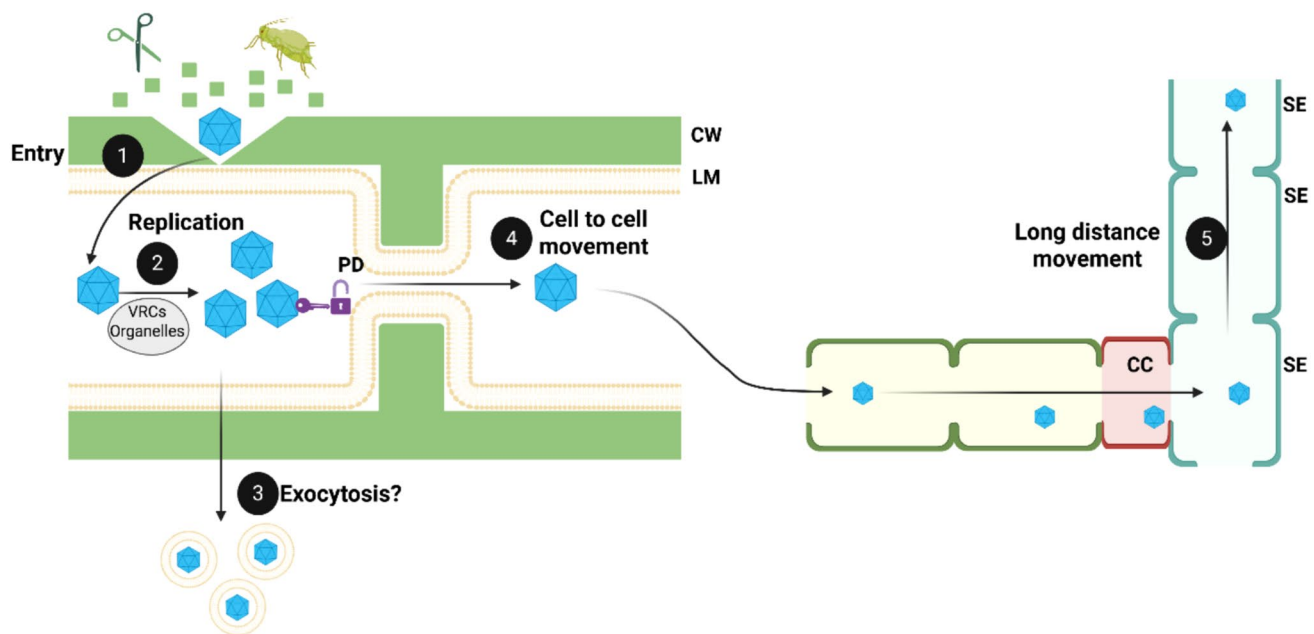 Entry
1
CW
LM
Replication
2
VRCs
Organelles
PD
4
Cell to cell
movement
3
Exocytosis?
Long distance
movement
5
SE
SE
SE
CC